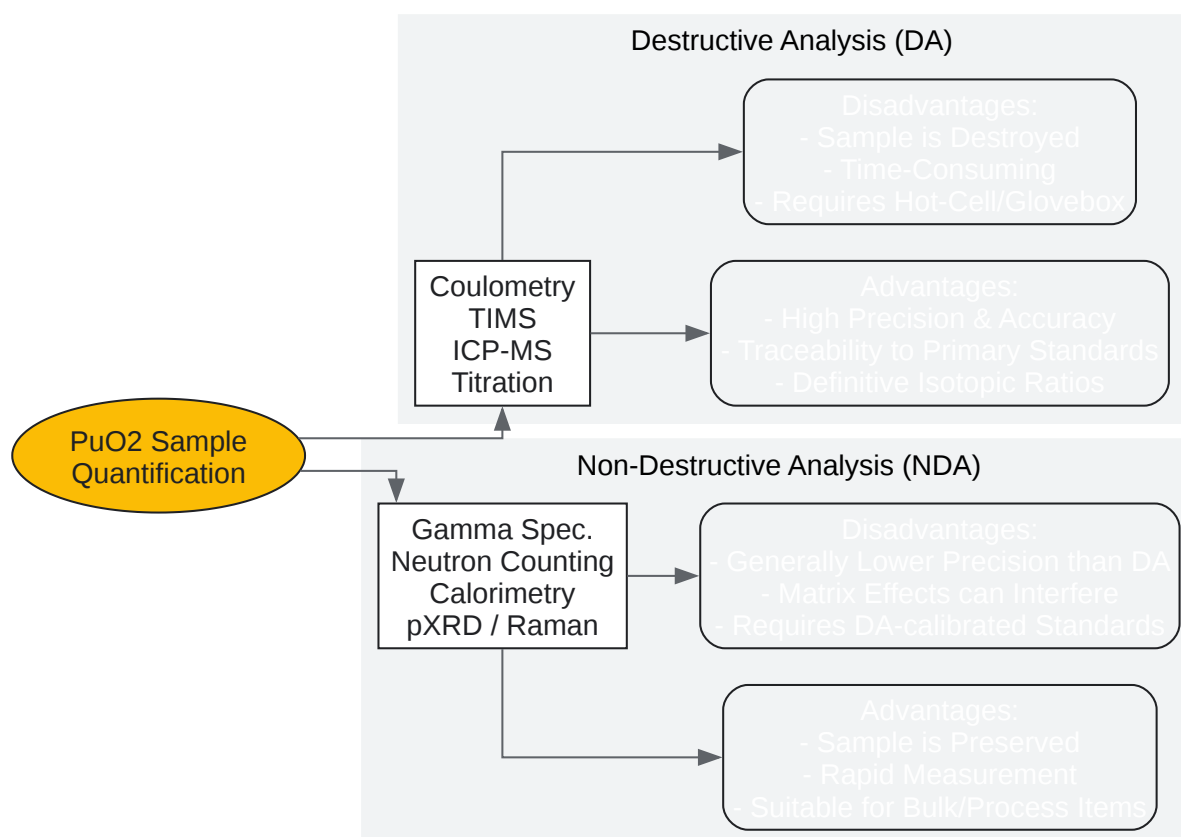 Destructive Analysis (DA)
Disadvantages:
- Sample is Destroyed
- Time-Consuming
- Requires Hot-Cell/Glovebox
Coulometry
TIMS
ICP-MS
Titration
Advantages:
- High Precision & Accuracy
- Traceability to Primary Standards
- Definitive Isotopic Ratios
PuO2 Sample
Quantification
Non-Destructive Analysis (NDA)
Gamma Spec.
Neutron Counting
Calorimetry
pXRD / Raman
Disadvantages:
- Generally Lower Precision than DA
- Matrix Effects can Interfere
- Requires DA-calibrated Standards
Advantages:
- Sample is Preserved
- Rapid Measurement
- Suitable for Bulk/Process Items